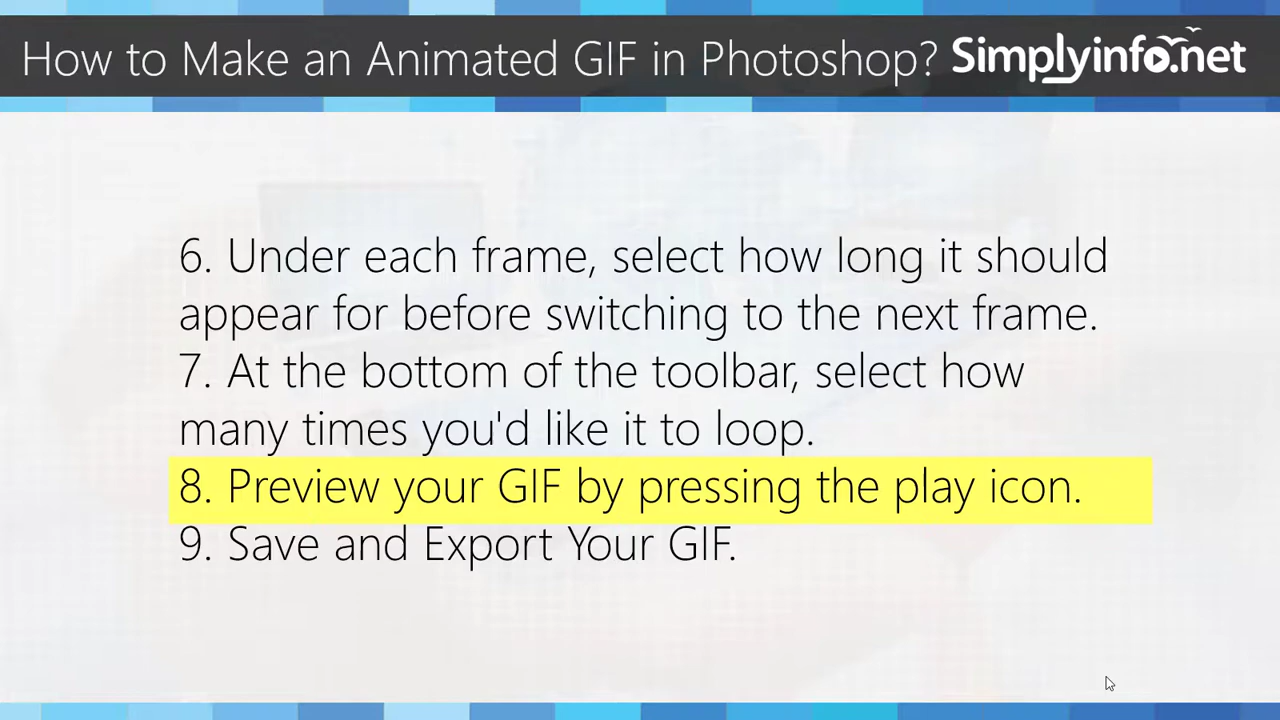 How to Make an Animated GIF in Photoshop?
Simplyinfo.net
6. Under each frame, select how long it should
appear for before switching to the next frame.
7. At the bottom of the toolbar, select how
many times you'd like it to loop.
8. Preview your GIF by pressing the play icon.
9. Save and Export Your GIF.